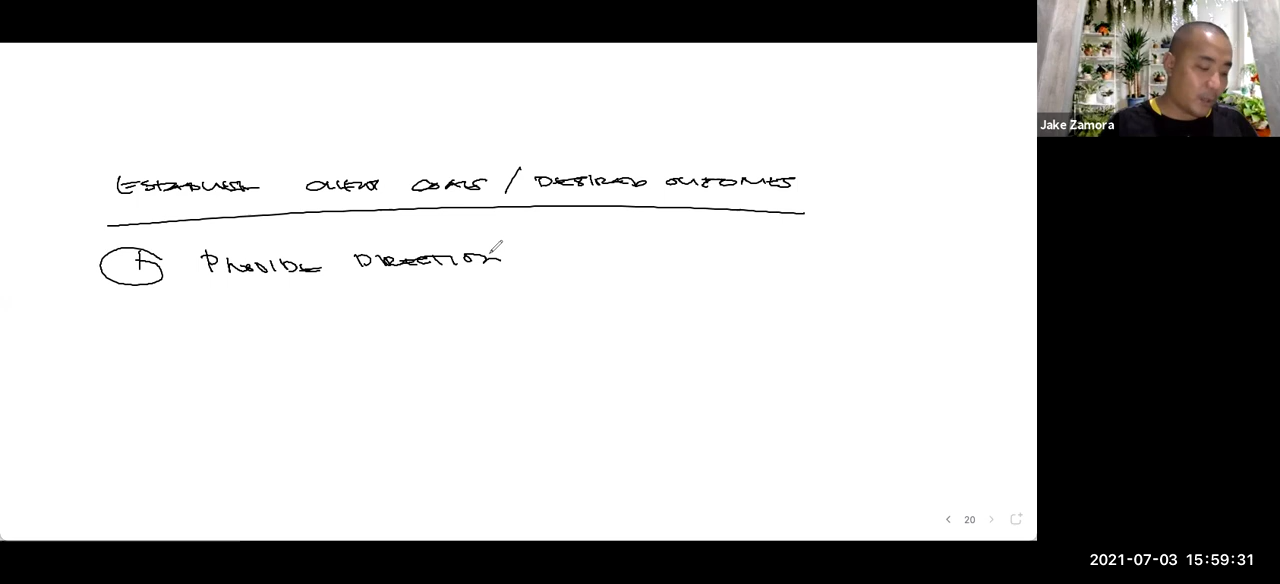 ESTABLISH CLIENT GOALS / DESIRED OUTCOMES
PROVIDE DIRECTION
Jake Zamora
20
2021-07-03 15:59:31